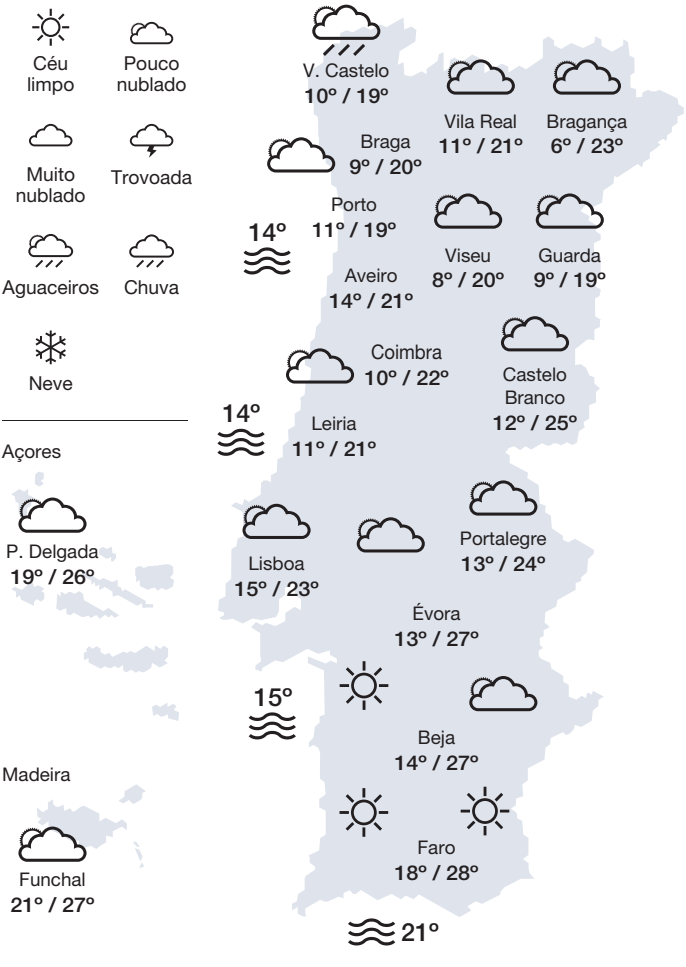 Céu
limpo
Pouco
nublado
Muito
nublado
Trovoada
Aguaceiros
Chuva
Neve
Açores
P. Delgada
19º / 26º
Madeira
Funchal
21º / 27º
V. Castelo
10º / 19º
Vila Real
11º / 21º
Bragança
6º / 23º
Braga
9º / 20º
Porto
11º / 19º
14º
Viseu
8º / 20º
Guarda
9º / 19º
Aveiro
14º / 21º
Coimbra
10º / 22º
Castelo
Branco
12º / 25º
14º
Leiria
11º / 21º
Lisboa
15º / 23º
Portalegre
13º / 24º
Évora
13º / 27º
15º
Beja
14º / 27º
Faro
18º / 28º
21º